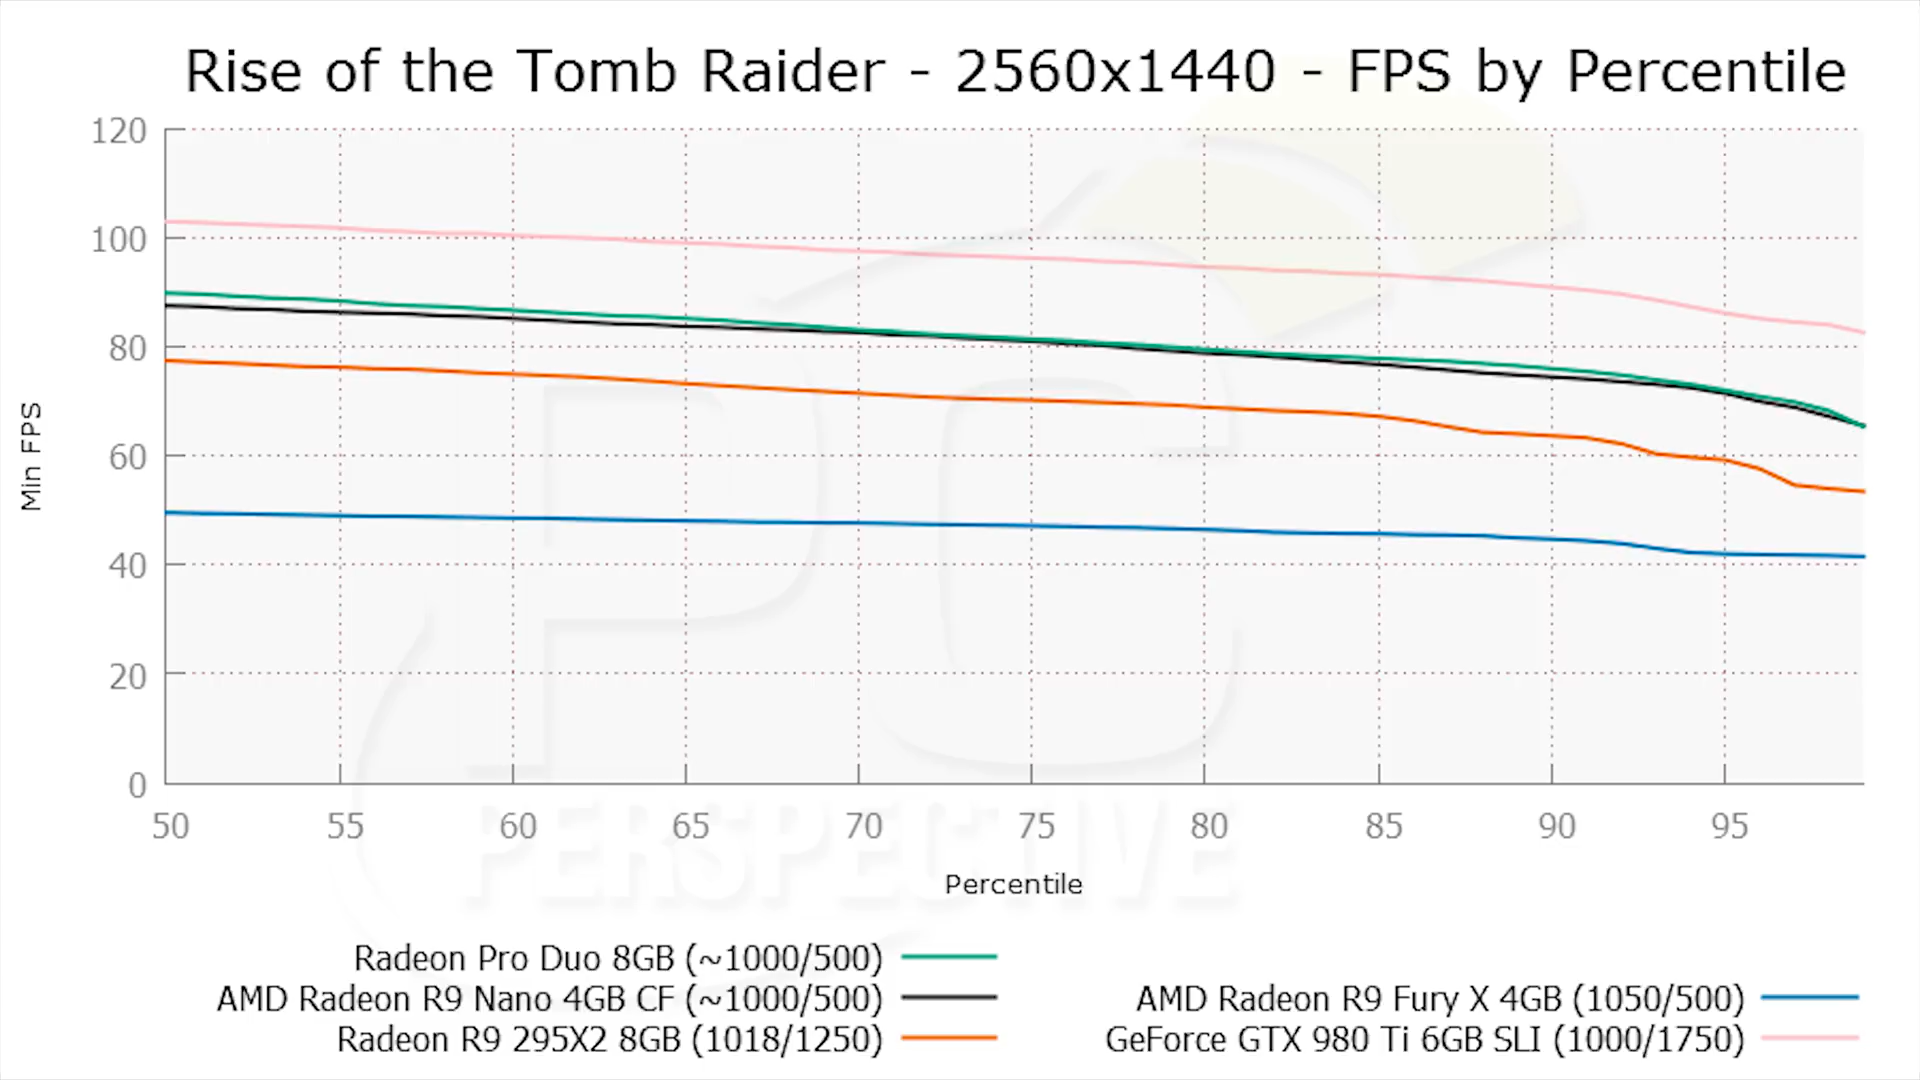 Rise of the Tomb Raider - 2560x1440 - FPS by Percentile
120
100
80
60
40
20
0
Min FPS
50 55 60 65 70 75 80 85 90 95
Percentile
PC
PERSPECTIVE
Radeon Pro Duo 8GB (~1000/500)
AMD Radeon R9 Nano 4GB CF (~1000/500)
Radeon R9 295X2 8GB (1018/1250)
AMD Radeon R9 Fury X 4GB (1050/500)
GeForce GTX 980 Ti 6GB SLI (1000/1750)